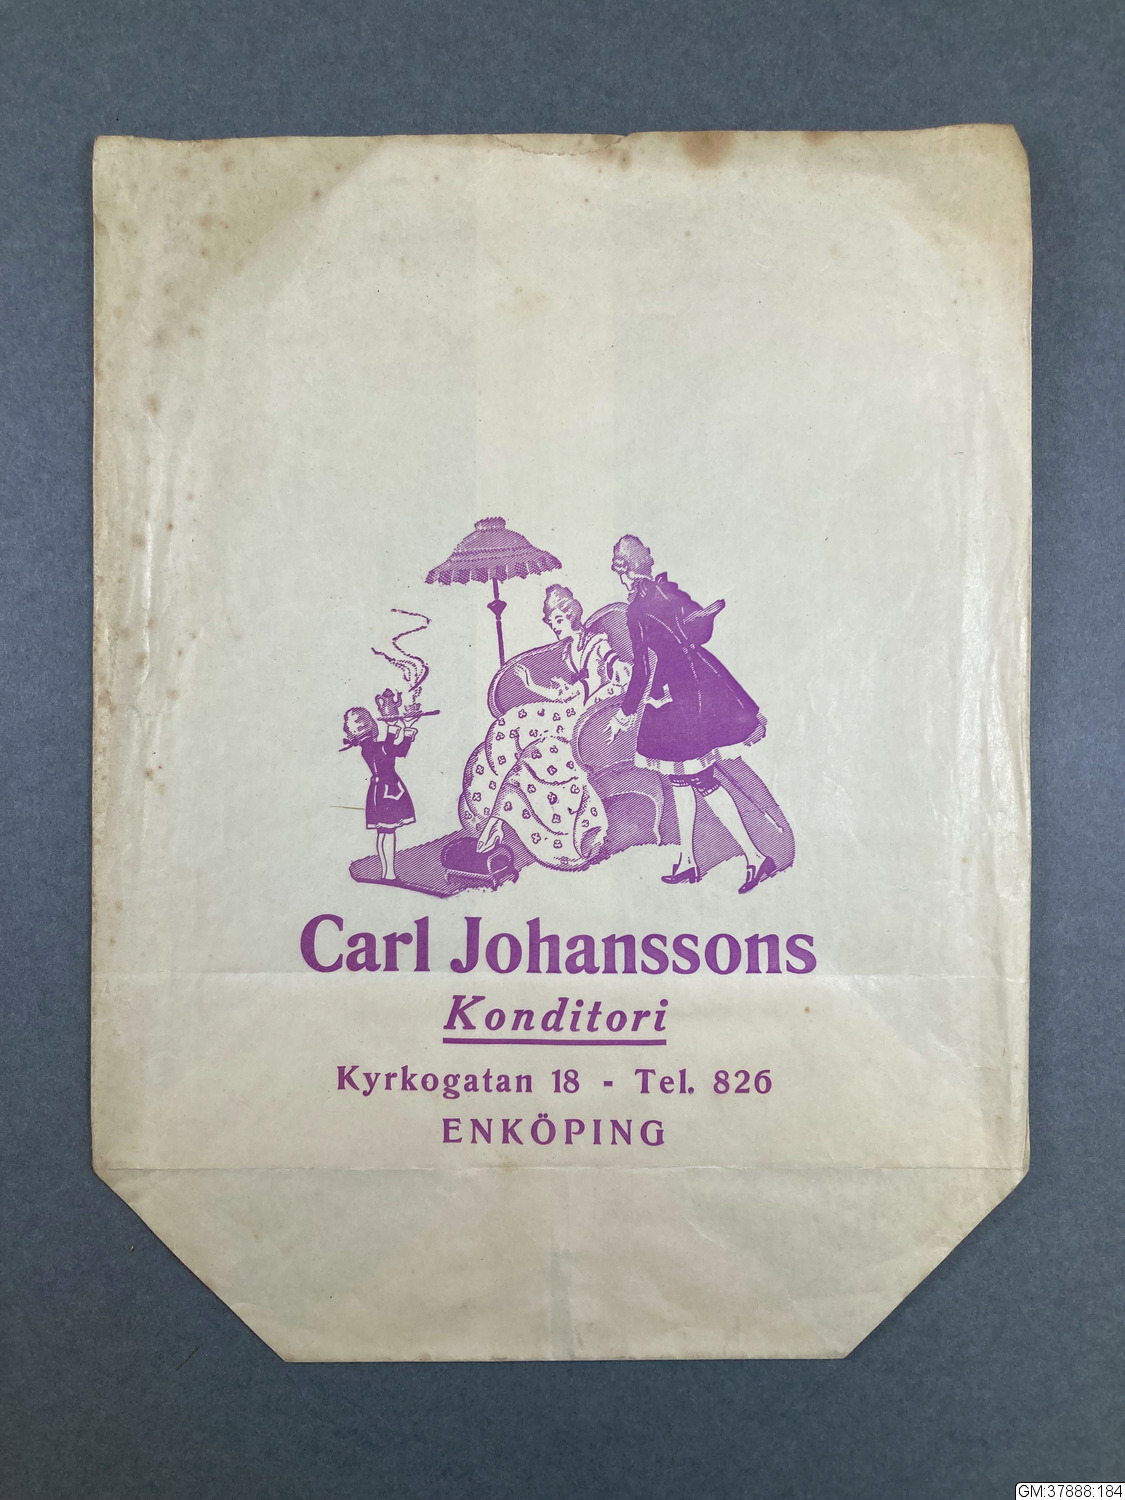 Carl Johanssons
Konditori
Kyrkogatan 18 - Tel. 826
ENKÖPING
GM:37888:184